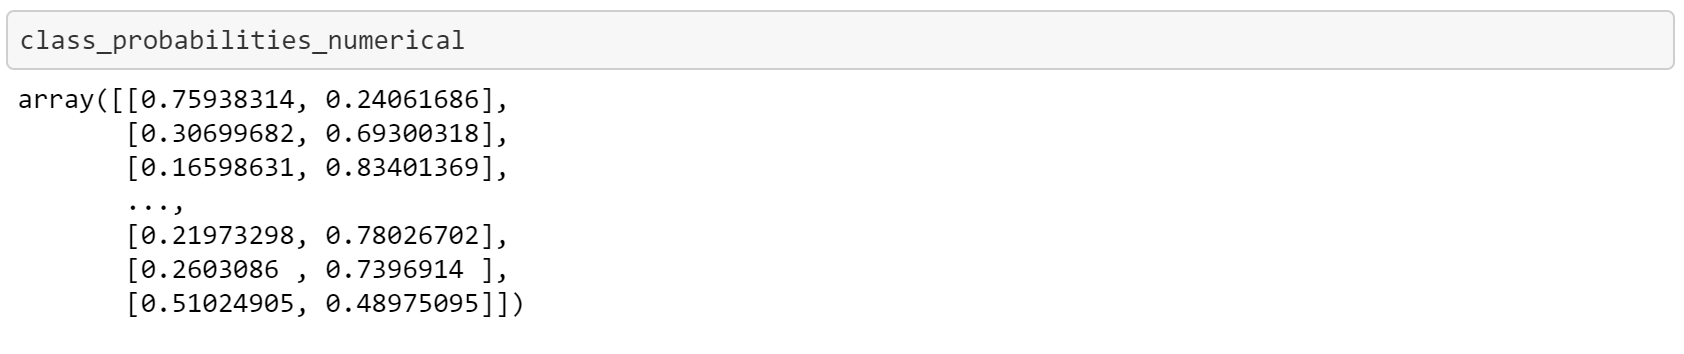 class_probabilities_numerical
array([[0.75938314, 0.24061686],
       [0.30699682, 0.69300318],
       [0.16598631, 0.83401369],
       ...,
       [0.21973298, 0.78026702],
       [0.2603086 , 0.7396914 ],
       [0.51024905, 0.48975095]])